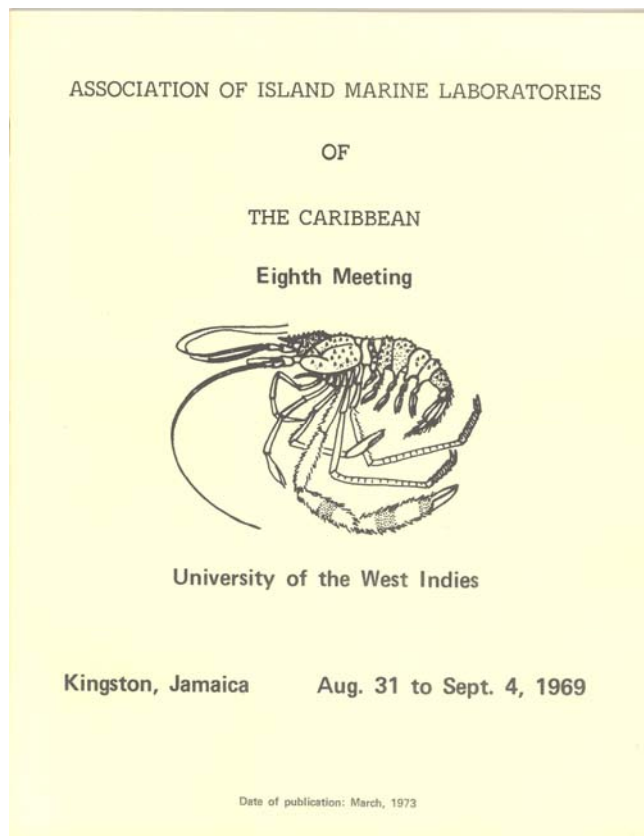 ASSOCIATION OF ISLAND MARINE LABORATORIES
OF
THE CARIBBEAN
Eighth Meeting
University of the West Indies
Kingston, Jamaica Aug. 31 to Sept. 4, 1969
Date of publication: March, 1973